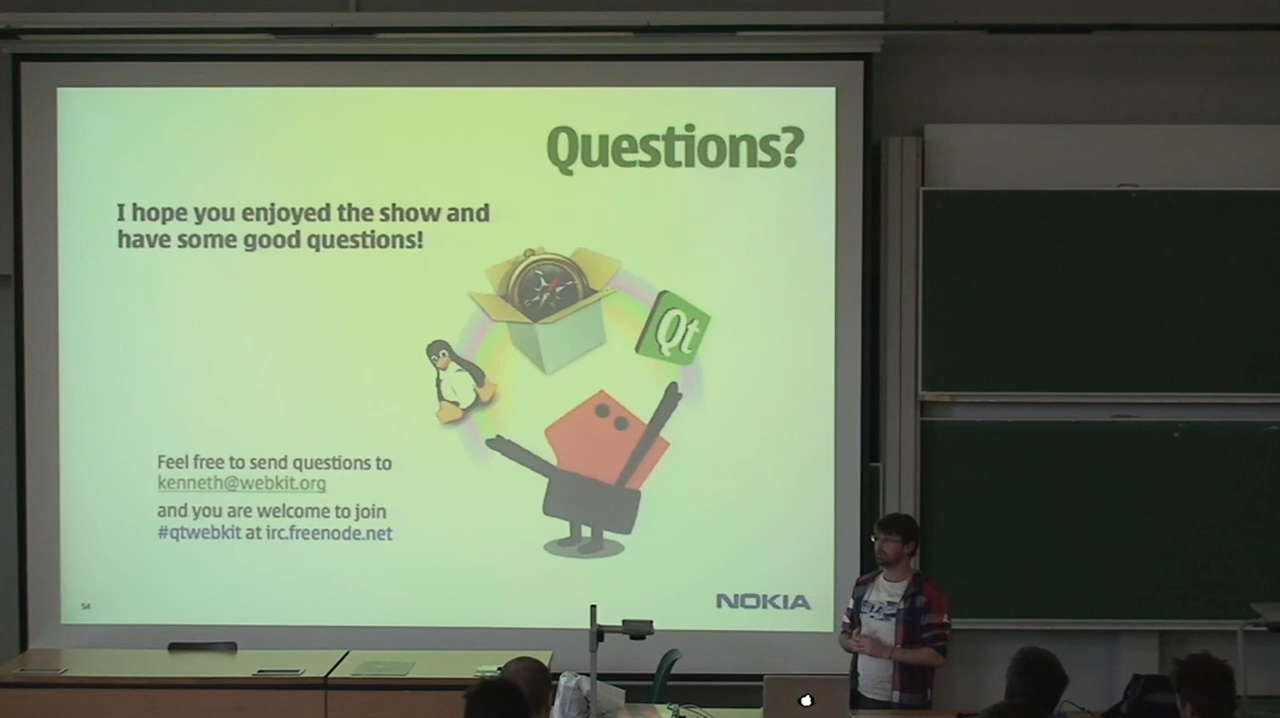 Questions?
I hope you enjoyed the show and
have some good questions!
Qt
Feel free to send questions to
kenneth@webkit.org
and you are welcome to join
#qtwebkit at irc.freenode.net
54
NOKIA